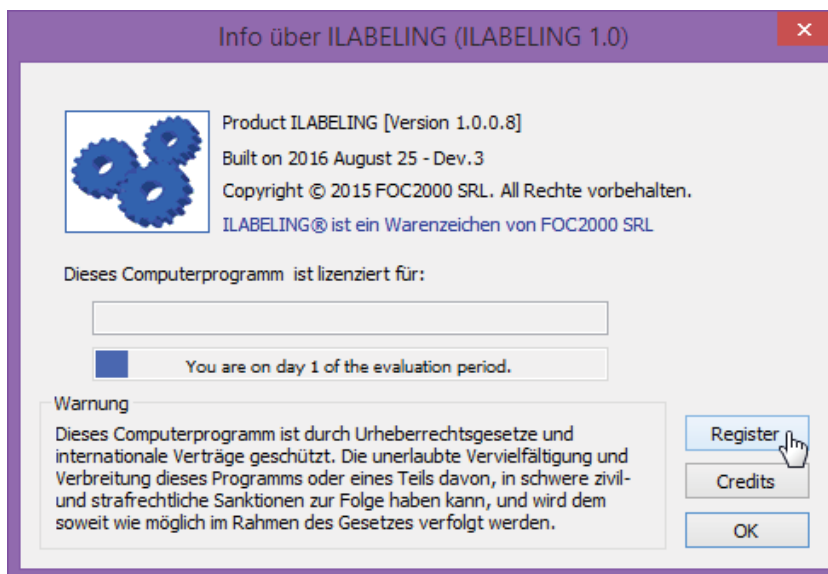 Info über ILABELING (ILABELING 1.0)
Product ILABELING [Version 1.0.0.8]
Built on 2016 August 25 - Dev.3
Copyright © 2015 FOC2000 SRL. All Rechte vorbehalten.
ILABELING® ist ein Warenzeichen von FOC2000 SRL
Dieses Computerprogramm ist lizenziert für:
You are on day 1 of the evaluation period.
Warnung
Dieses Computerprogramm ist durch Urheberrechtsgesetze und
internationale Verträge geschützt. Die unerlaubte Vervielfältigung und
Verbreitung dieses Programms oder eines Teils davon, in schwere zivil-
und strafrechtliche Sanktionen zur Folge haben kann, und wird dem
soweit wie möglich im Rahmen des Gesetzes verfolgt werden.
Register
Credits
OK